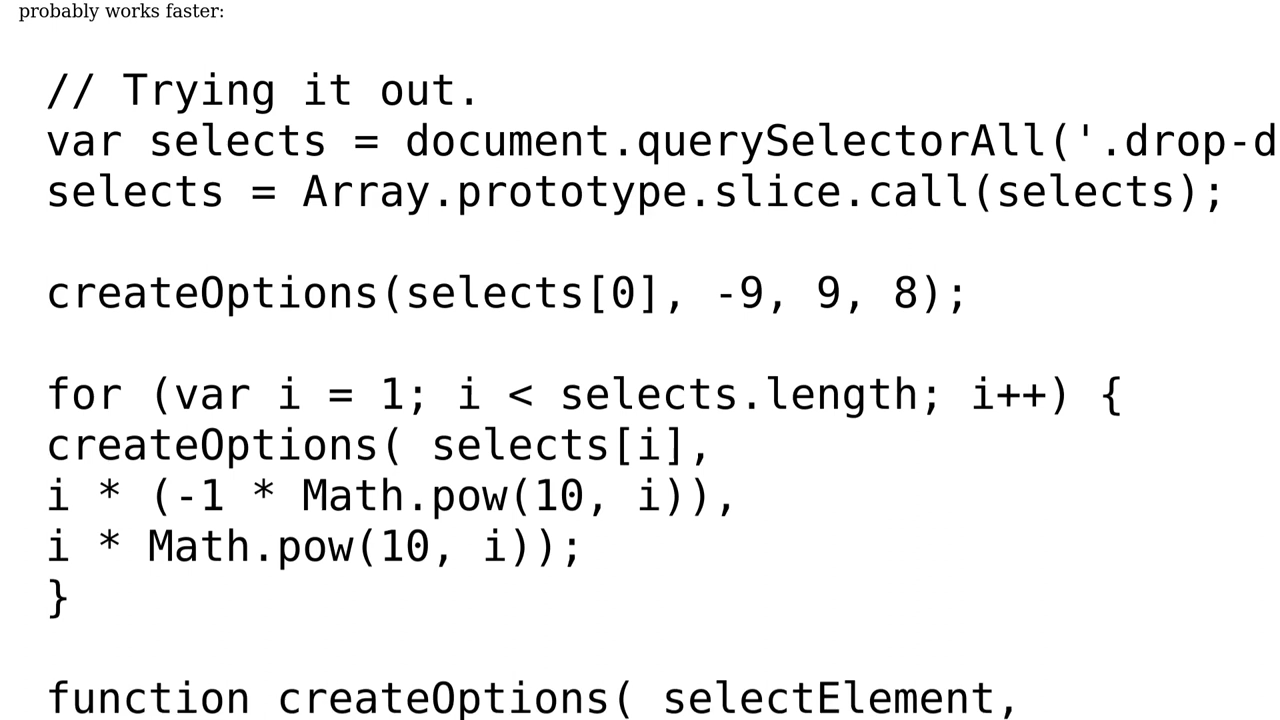 probably works faster:
// Trying it out.
var selects = document.querySelectorAll('.drop-d
selects = Array.prototype.slice.call(selects);
createOptions(selects[0], -9, 9, 8);
for (var i = 1; i < selects.length; i++) {
createOptions( selects[i],
i * (-1 * Math.pow(10, i)),
i * Math.pow(10, i));
}
function createOptions( selectElement,